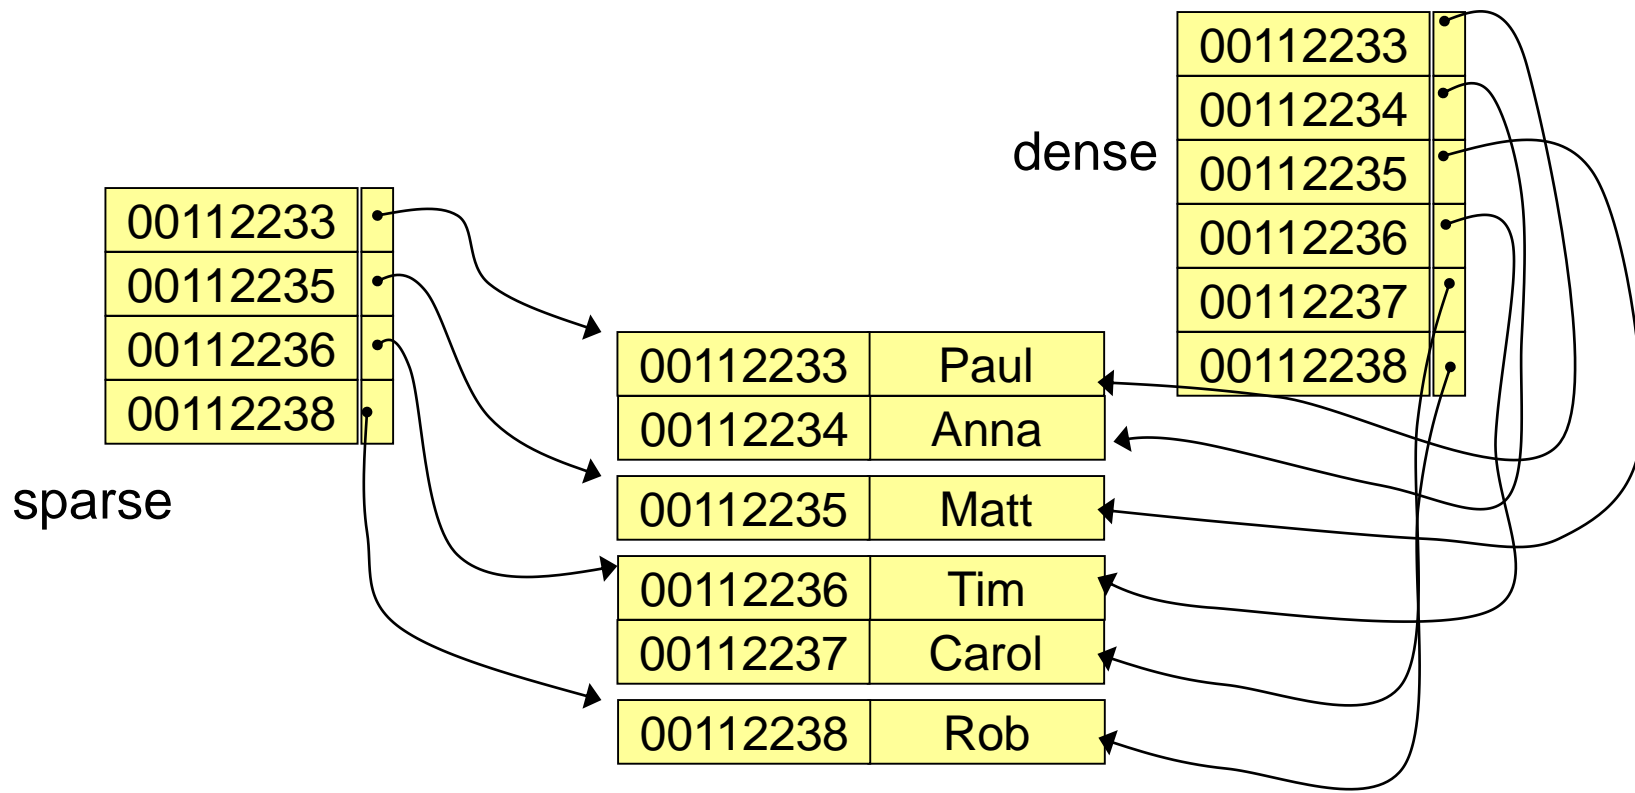 00112233
00112235
00112236
00112238
sparse
00112233 Paul
00112234 Anna
00112235 Matt
00112236 Tim
00112237 Carol
00112238 Rob
dense
00112233
00112234
00112235
00112236
00112237
00112238